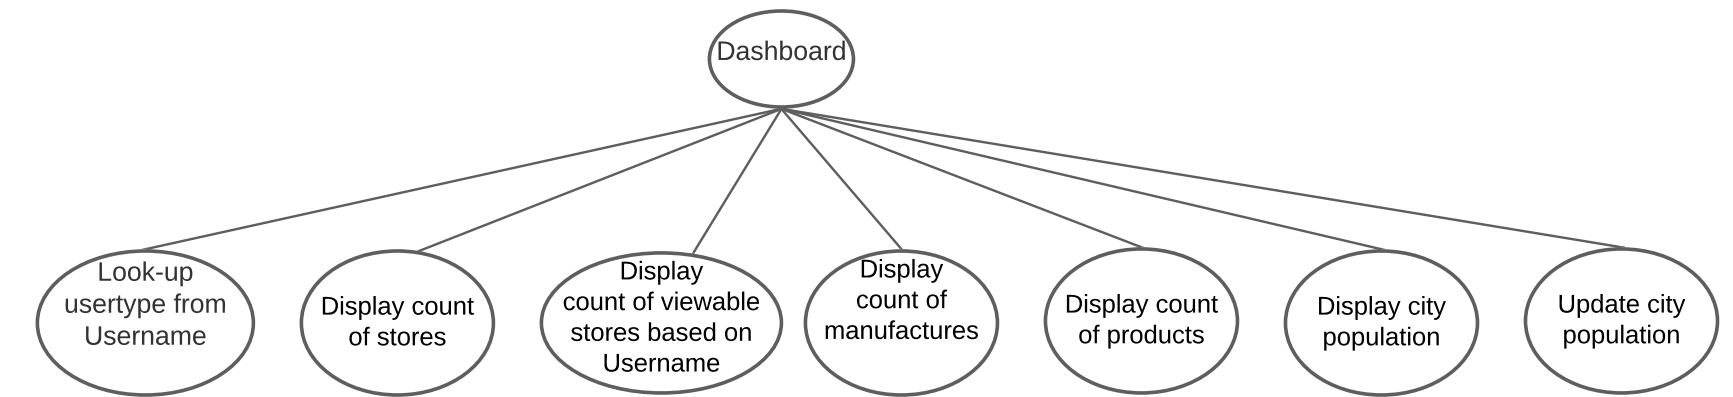 Dashboard
Look-up
usertype from
Username
Display count
of stores
Display
count of viewable
stores based on
Username
Display
count of
manufactures
Display count
of products
Display city
population
Update city
population